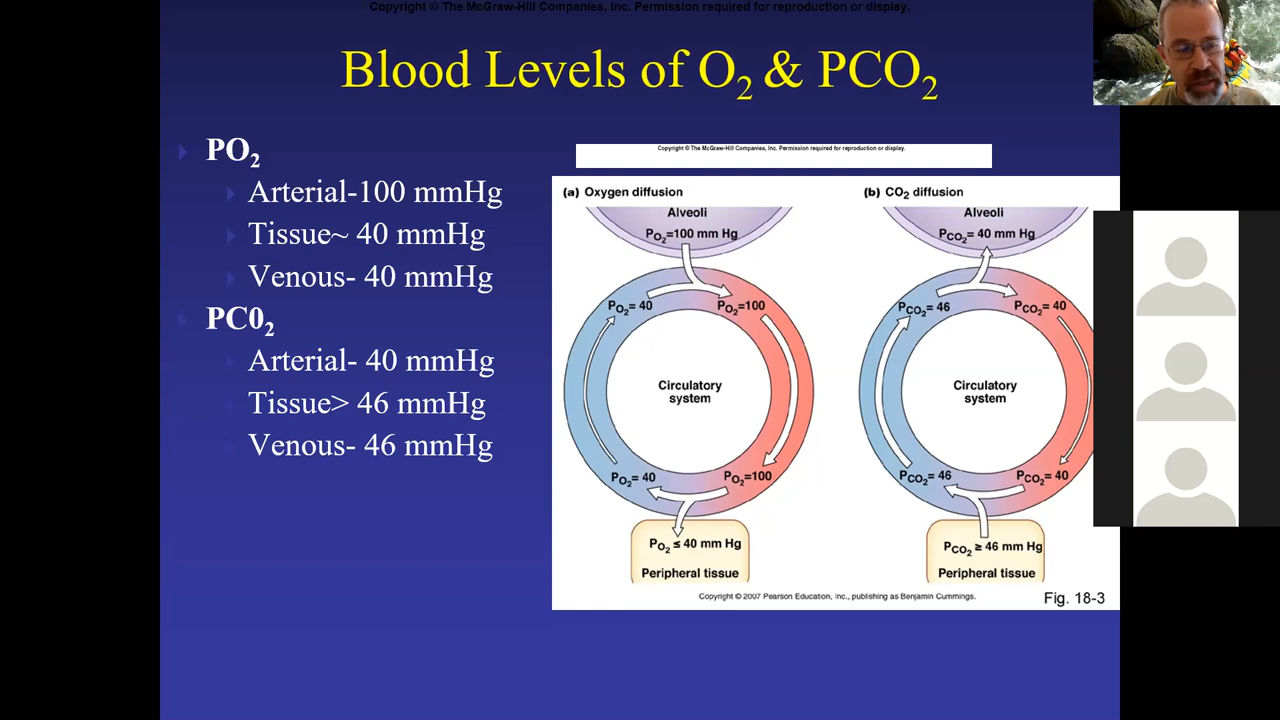 Copyright © The McGraw-Hill Companies, Inc. Permission required for reproduction or display.
Blood Levels of O₂ & PCO₂
PO₂
Arterial-100 mmHg
Tissue~ 40 mmHg
Venous- 40 mmHg
PC0₂
Arterial- 40 mmHg
Tissue> 46 mmHg
Venous- 46 mmHg
Copyright © The McGraw-Hill Companies, Inc. Permission required for reproduction or display.
(a) Oxygen diffusion
Alveoli
PO₂=100 mm Hg
PO₂= 40
PO₂=100
Circulatory
system
PO₂= 40
PO₂=100
PO₂ ≤ 40 mm Hg
Peripheral tissue
(b) CO₂ diffusion
Alveoli
PCO₂= 40 mm Hg
PCO₂= 46
PCO₂= 40
Circulatory
system
PCO₂= 46
PCO₂= 40
PCO₂ ≥ 46 mm Hg
Peripheral tissue
Copyright © 2007 Pearson Education, Inc., publishing as Benjamin Cummings.
Fig. 18-3